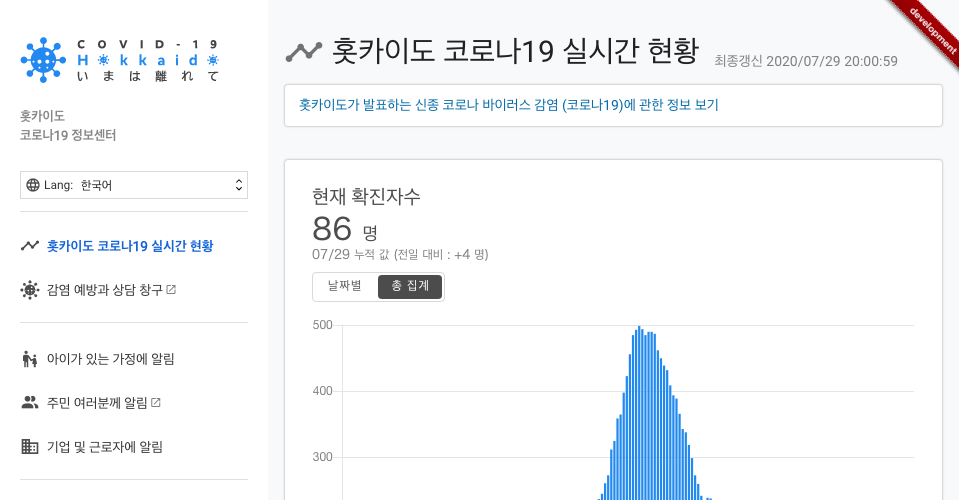 COVID-19
Hokkaido
いまは離れて
홋카이도
코로나19 정보센터
Lang: 한국어
홋카이도 코로나19 실시간 현황
감염 예방과 상담 창구
아이가 있는 가정에 알림
주민 여러분께 알림
기업 및 근로자에 알림
development
홋카이도 코로나19 실시간 현황
최종갱신 2020/07/29 20:00:59
홋카이도가 발표하는 신종 코로나 바이러스 감염 (코로나19)에 관한 정보 보기
현재 확진자수
86 명
07/29 누적 값 (전일 대비 : +4 명)
날짜별 총 집계
500
400
300